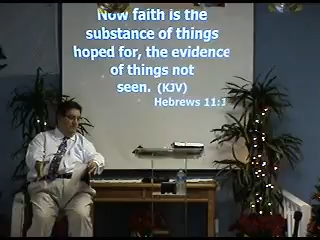 Now faith is the
substance of things
hoped for, the evidence
of things not
seen. (KJV)
Hebrews 11:1